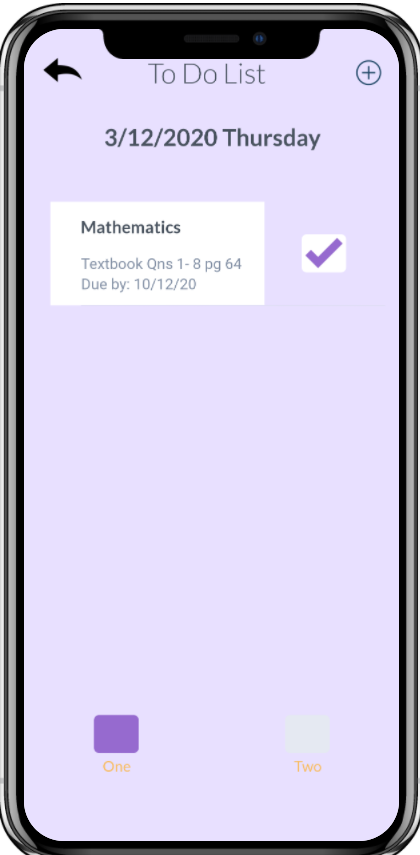 To Do List
3/12/2020 Thursday
Mathematics
Textbook Qns 1- 8 pg 64
Due by: 10/12/20
One
Two